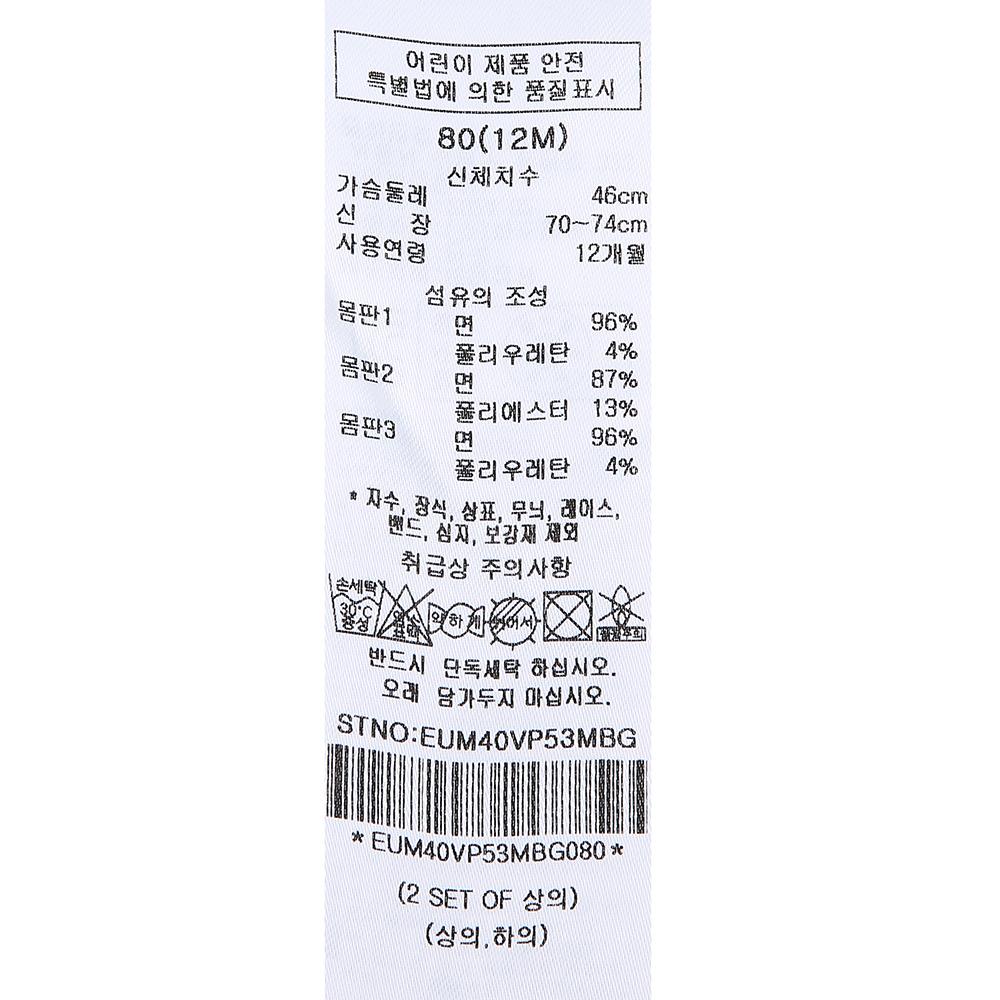 어린이 제품 안전
특별법에 의한 품질표시
80(12M)
신체치수
가슴둘레 46cm
신 장 70~74cm
사용연령 12개월
섬유의 조성
몸판1 면 96%
폴리우레탄 4%
몸판2 면 87%
폴리에스터 13%
몸판3 면 96%
폴리우레탄 4%
* 자수, 장식, 상표, 무늬, 레이스,
밴드, 심지, 보강재 제외
취급상 주의사항
손세탁
30°C
중성
염소
표백
약하게
반드시 단독세탁 하십시오.
오래 담가두지 마십시오.
STNO:EUM40VP53MBG
*EUM40VP53MBG080*
(2 SET OF 상의)
(상의,하의)